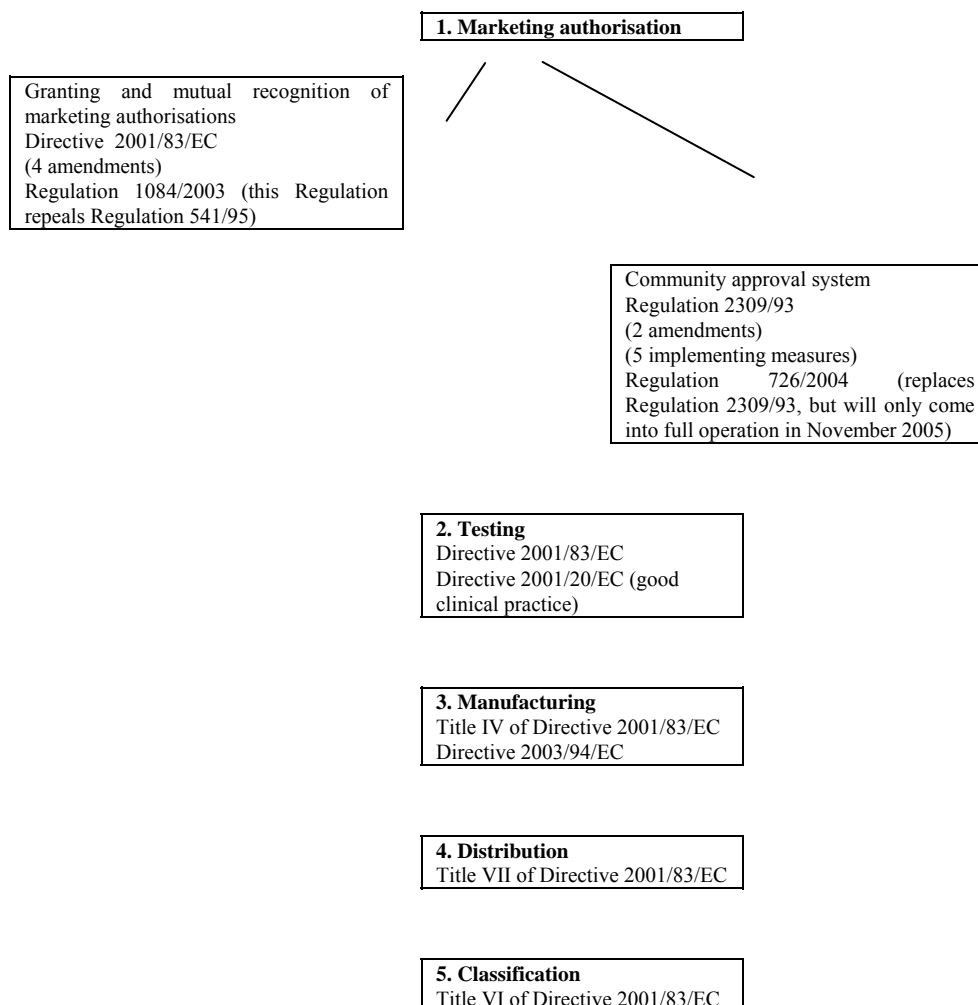 1. Marketing authorisation
Granting and mutual recognition of
marketing authorisations
Directive 2001/83/EC
(4 amendments)
Regulation 1084/2003 (this Regulation
repeals Regulation 541/95)
Community approval system
Regulation 2309/93
(2 amendments)
(5 implementing measures)
Regulation 726/2004 (replaces
Regulation 2309/93, but will only come
into full operation in November 2005)
2. Testing
Directive 2001/83/EC
Directive 2001/20/EC (good
clinical practice)
3. Manufacturing
Title IV of Directive 2001/83/EC
Directive 2003/94/EC
4. Distribution
Title VII of Directive 2001/83/EC
5. Classification
Title VI of Directive 2001/83/EC